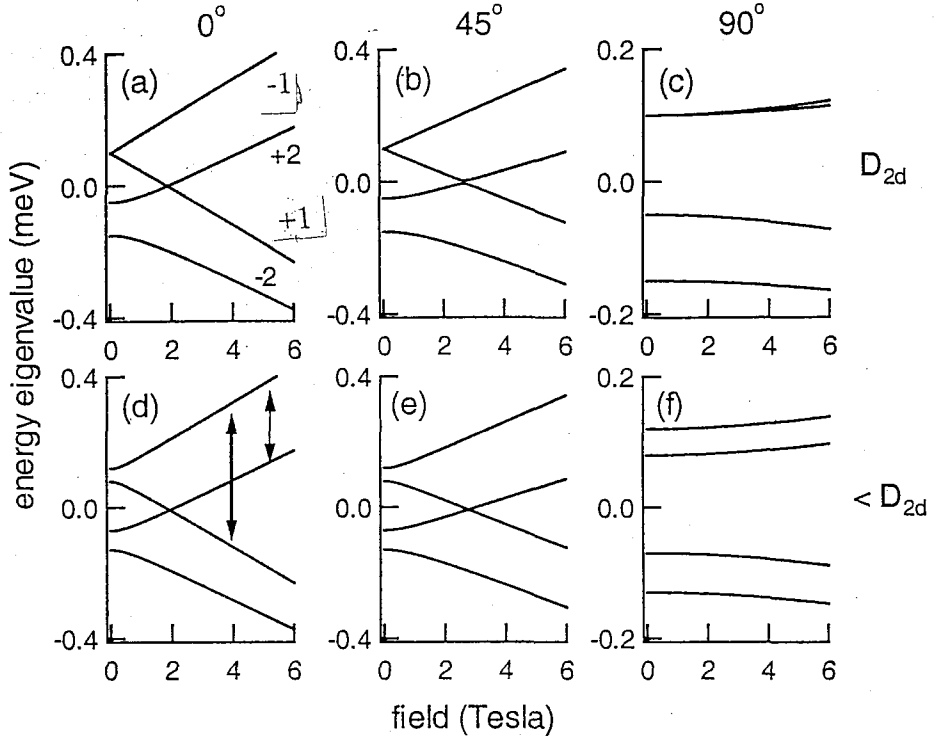 0° 45° 90°
0.4 0.4 0.2
(a) -1 (b) (c)
+2
0.0 0.0 0.0 D2d
+1
-2
-0.4 -0.4 -0.2
0 2 4 6 0 2 4 6 0 2 4 6
0.4 0.4 0.2
(d) (e) (f)
0.0 0.0 0.0 < D2d
-0.4 -0.4 -0.2
0 2 4 6 0 2 4 6 0 2 4 6
energy eigenvalue (meV)
field (Tesla)